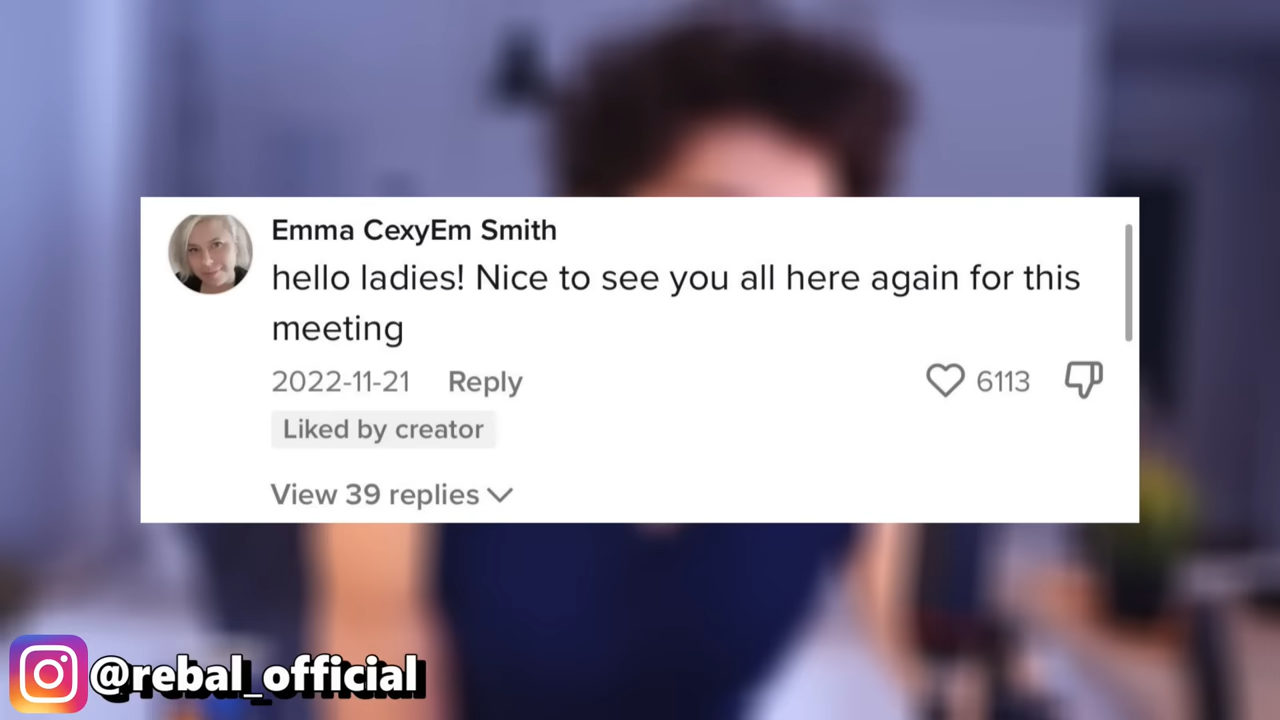 Emma CexyEm Smith
hello ladies! Nice to see you all here again for this
meeting
2022-11-21 Reply 6113
Liked by creator
View 39 replies
@rebal_official